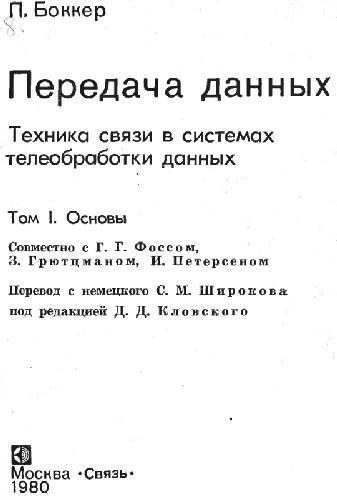 П. Боккер
Передача данных
Техника связи в системах
телеобработки данных
Том I. Основы
Совместно с Г. Г. Фоссом,
З. Грютцманом, И. Петерсеном
Перевод с немецкого С. М. Широкова
под редакцией Д. Д. Кловского
Москва «Связь»
1980